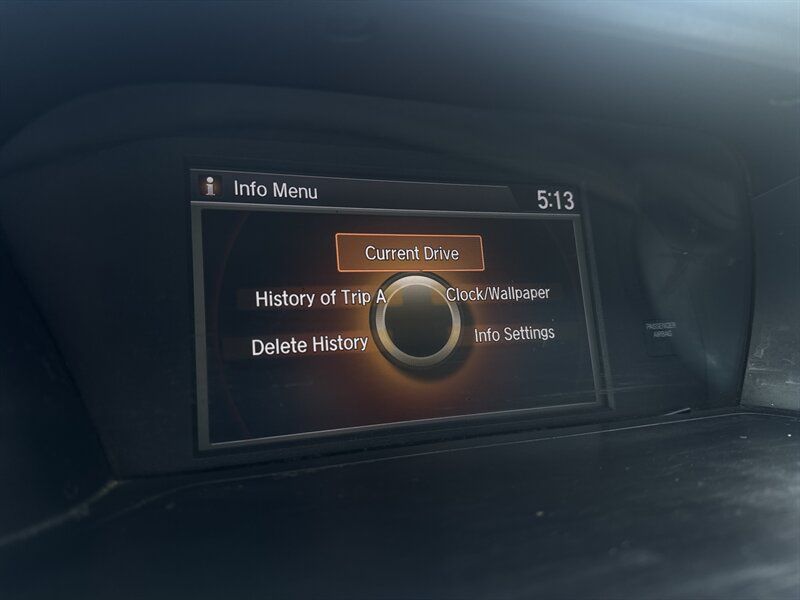 i Info Menu
5:13
Current Drive
History of Trip A
Clock/Wallpaper
Delete History
Info Settings
PASSENGER
AIRBAG